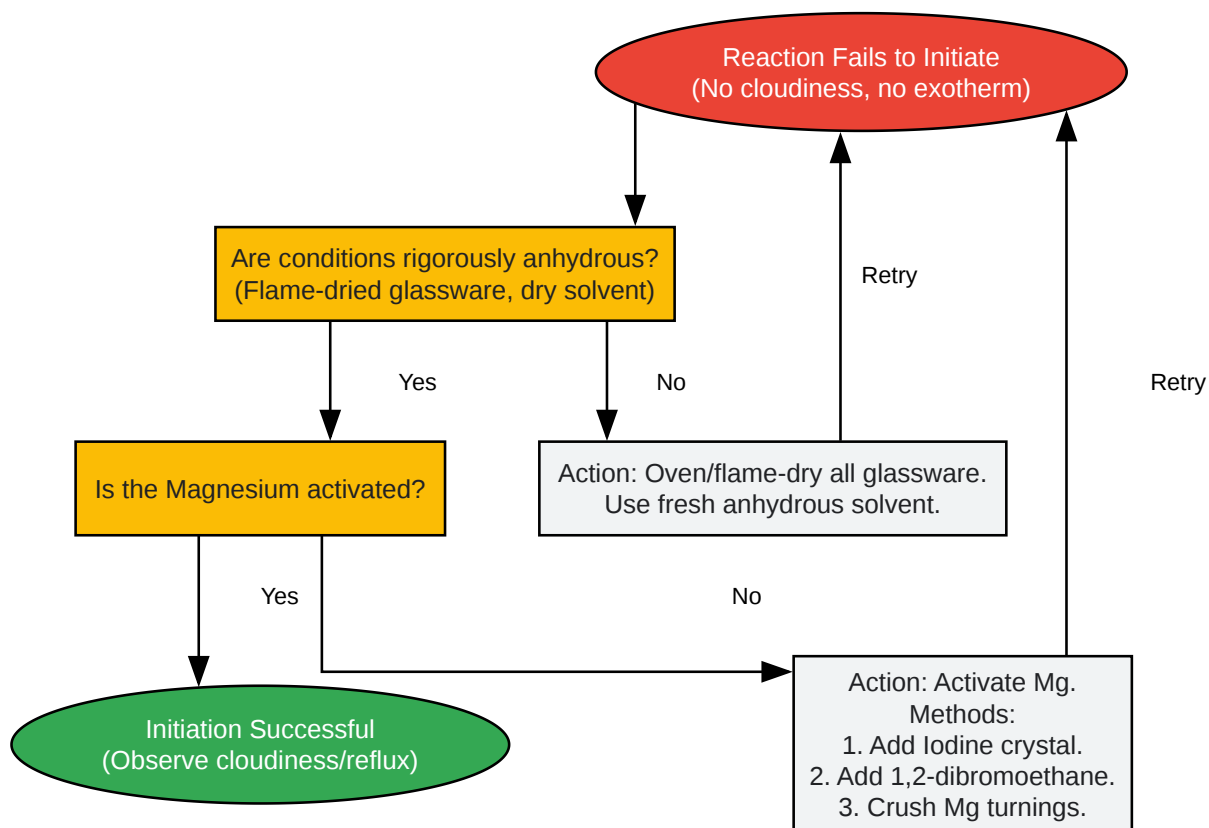 Reaction Fails to Initiate
(No cloudiness, no exotherm)
Are conditions rigorously anhydrous?
(Flame-dried glassware, dry solvent)
Retry
Yes
No
Retry
Is the Magnesium activated?
Action: Oven/flame-dry all glassware.
Use fresh anhydrous solvent.
Yes
No
Initiation Successful
(Observe cloudiness/reflux)
Action: Activate Mg.
Methods:
1. Add Iodine crystal.
2. Add 1,2-dibromoethane.
3. Crush Mg turnings.